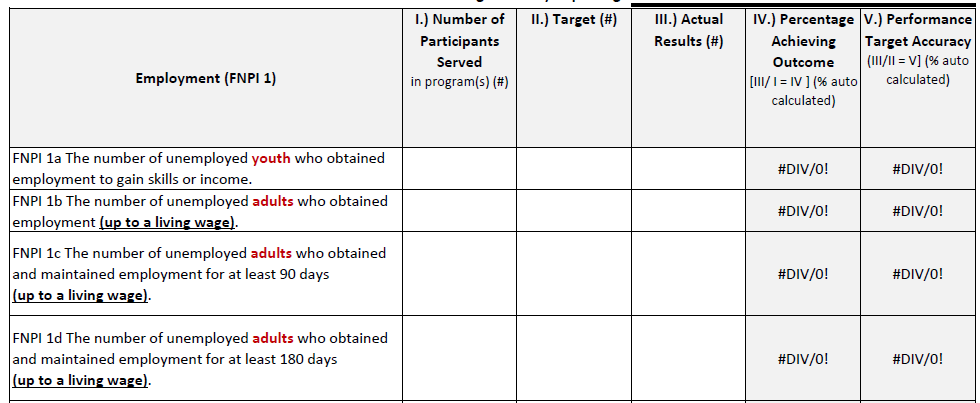 I.) Number of
Participants
Served
in program(s) (#)
II.) Target (#)
III.) Actual
Results (#)
IV.) Percentage
Achieving
Outcome
[III/ I = IV ] (% auto
calculated)
V.) Performance
Target Accuracy
(III/II = V] (% auto
calculated)
Employment (FNPI 1)
FNPI 1a The number of unemployed youth who obtained
employment to gain skills or income.
#DIV/0!
#DIV/0!
FNPI 1b The number of unemployed adults who obtained
employment (up to a living wage).
#DIV/0!
#DIV/0!
FNPI 1c The number of unemployed adults who obtained
and maintained employment for at least 90 days
(up to a living wage).
#DIV/0!
#DIV/0!
FNPI 1d The number of unemployed adults who obtained
and maintained employment for at least 180 days
(up to a living wage).
#DIV/0!
#DIV/0!